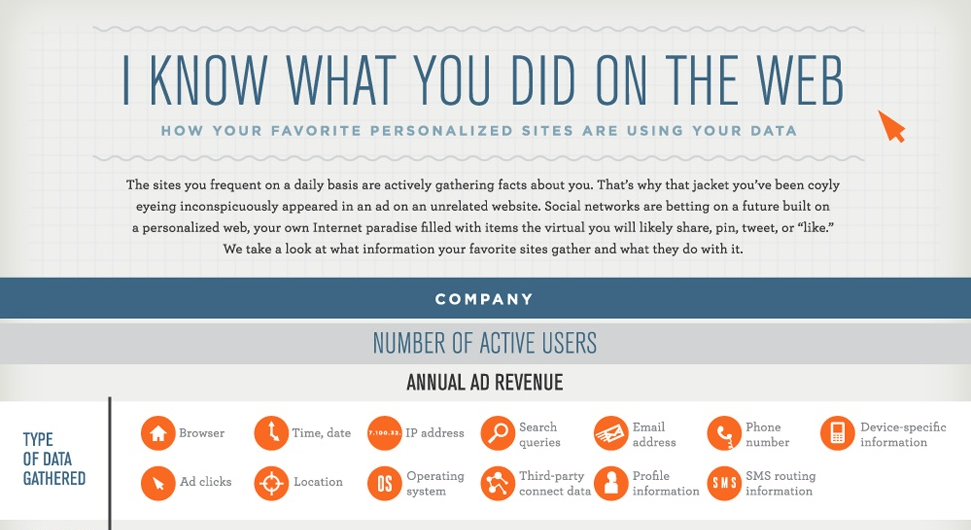 I KNOW WHAT YOU DID ON THE WEB
HOW YOUR FAVORITE PERSONALIZED SITES ARE USING YOUR DATA
The sites you frequent on a daily basis are actively gathering facts about you. That's why that jacket you've been coyly
eyeing inconspicuously appeared in an ad on an unrelated website. Social networks are betting on a future built on
a personalized web, your own Internet paradise filled with items the virtual you will likely share, pin, tweet, or “like.”
We take a look at what information your favorite sites gather and what they do with it.
COMPANY
NUMBER OF ACTIVE USERS
ANNUAL AD REVENUE
TYPE
OF DATA
GATHERED
Browser
Time, date
7.100.32.
IP address
Search
queries
Email
address
Phone
number
Device-specific
information
Ad clicks
Location
OS
Operating
system
Third-party
connect data
Profile
information
SMS
SMS routing
information